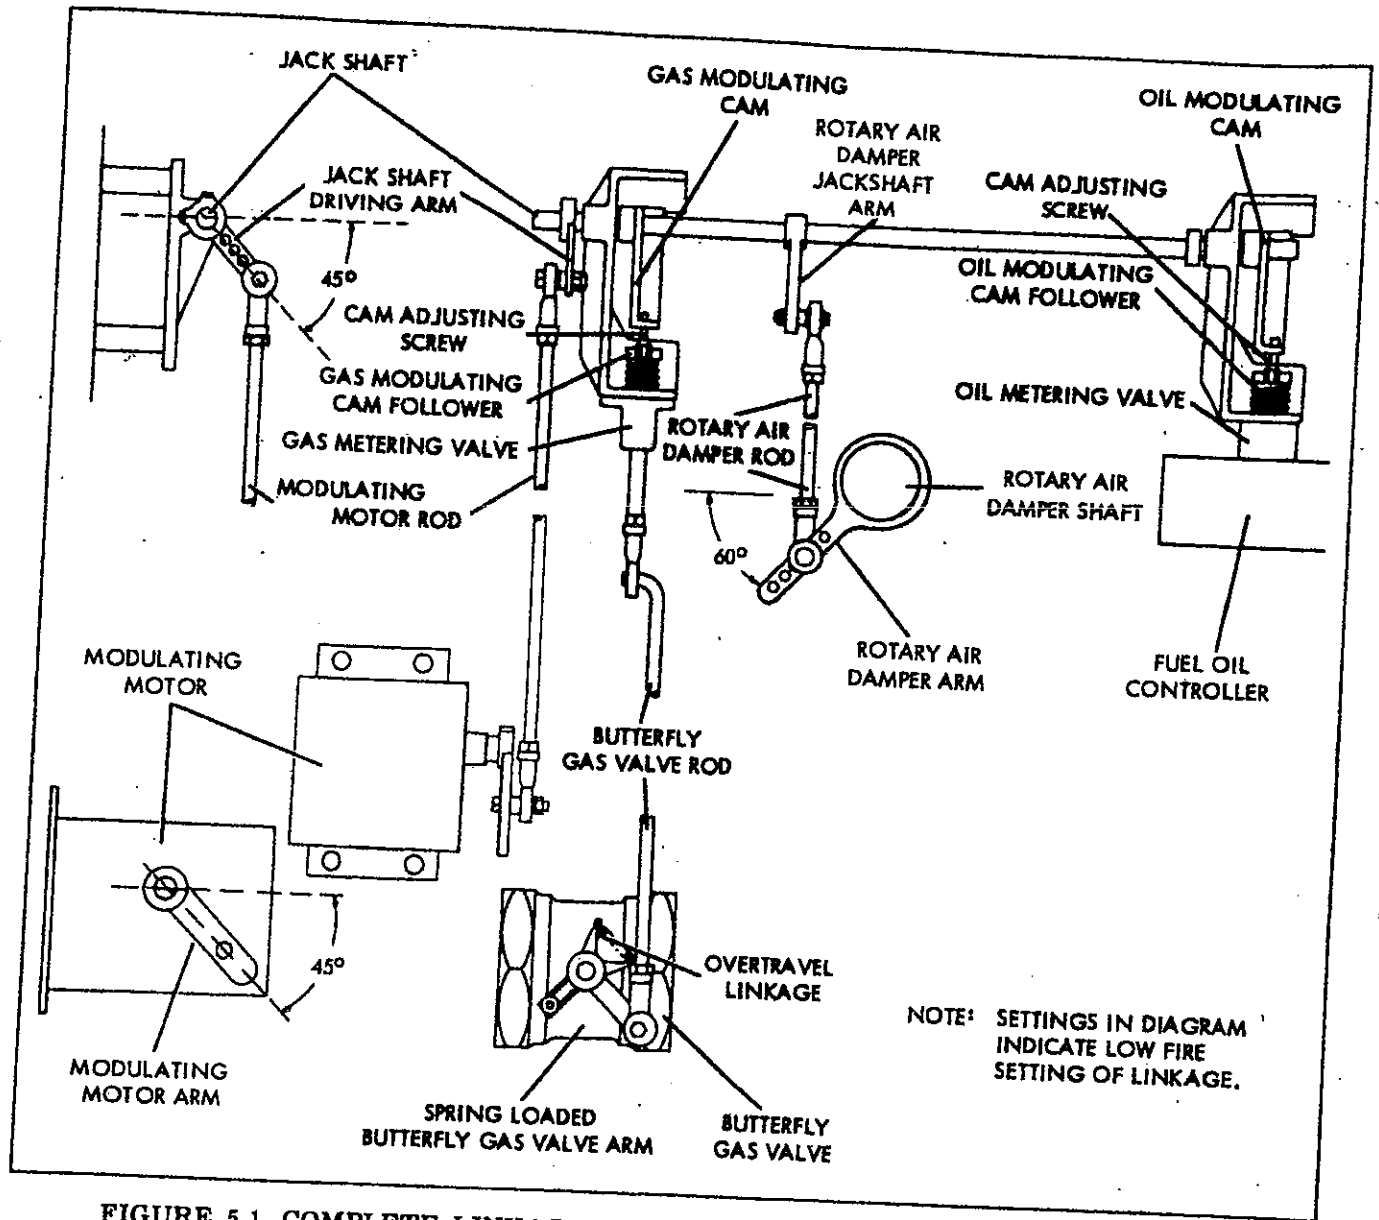 JACK SHAFT
GAS MODULATING
CAM
OIL MODULATING
CAM
ROTARY AIR
DAMPER
JACKSHAFT
ARM
JACK SHAFT
DRIVING ARM
CAM ADJUSTING
SCREW
45°
OIL MODULATING
CAM FOLLOWER
CAM ADJUSTING
SCREW
GAS MODULATING
CAM FOLLOWER
OIL METERING VALVE
GAS METERING VALVE
ROTARY AIR
DAMPER ROD
MODULATING
MOTOR ROD
ROTARY AIR
DAMPER SHAFT
60°
ROTARY AIR
DAMPER ARM
FUEL OIL
CONTROLLER
MODULATING
MOTOR
BUTTERFLY
GAS VALVE ROD
45°
OVERTRAVEL
LINKAGE
NOTE: SETTINGS IN DIAGRAM
INDICATE LOW FIRE
SETTING OF LINKAGE.
MODULATING
MOTOR ARM
SPRING LOADED
BUTTERFLY GAS VALVE ARM
BUTTERFLY
GAS VALVE
FIGURE 5.1 COMPLETE